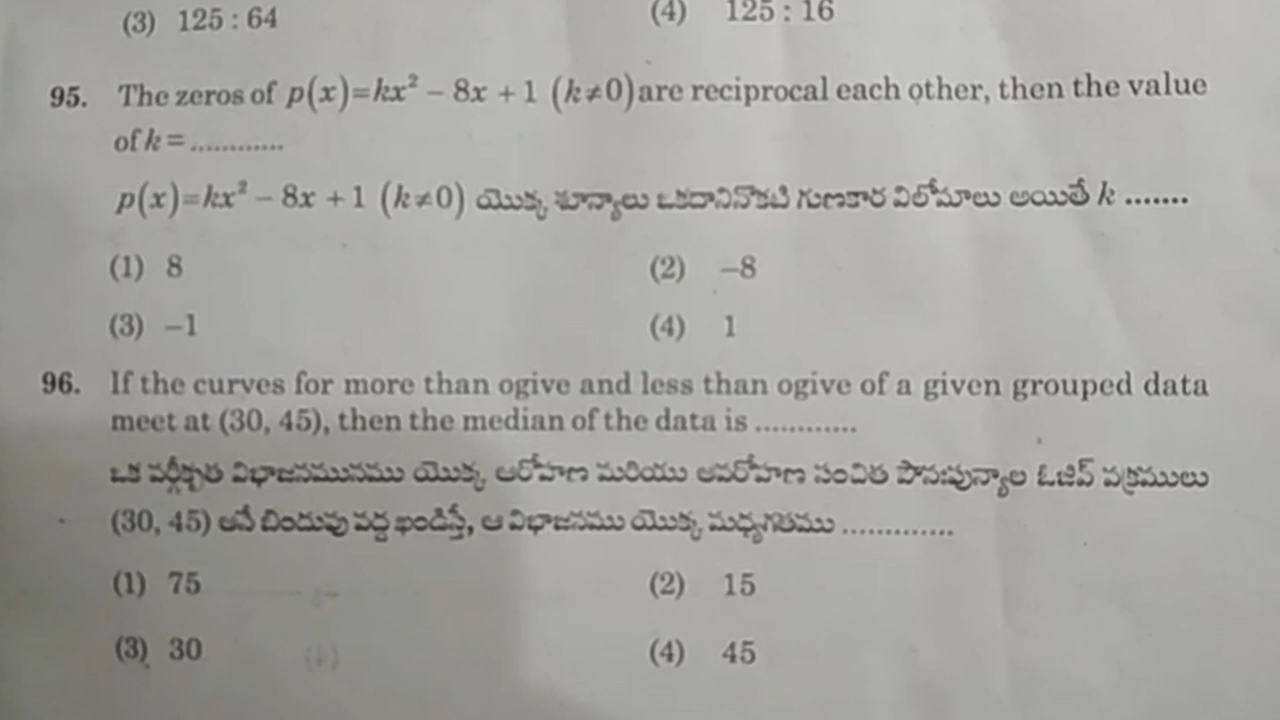 (3) 125 : 64 (4) 125 : 16
95. The zeros of p(x)=kx² – 8x + 1 (k≠0) are reciprocal each other, then the value
of k = ............
p(x)=kx² – 8x + 1 (k≠0) యొక్క శూన్యాలు ఒకదానినొకటి గుణకార విలోమాలు అయితే k .......
(1) 8 (2) –8
(3) –1 (4) 1
96. If the curves for more than ogive and less than ogive of a given grouped data
meet at (30, 45), then the median of the data is ............
ఒక వర్గీకృత విభాజనమునము యొక్క ఆరోహణ మరియు అవరోహణ సంచిత పౌనఃపున్యాల ఓజివ్ వక్రములు
(30, 45) అనే బిందువు వద్ద ఖండిస్తే, ఆ విభాజనము యొక్క మధ్యగతము .............
(1) 75 (2) 15
(3) 30 (4) 45